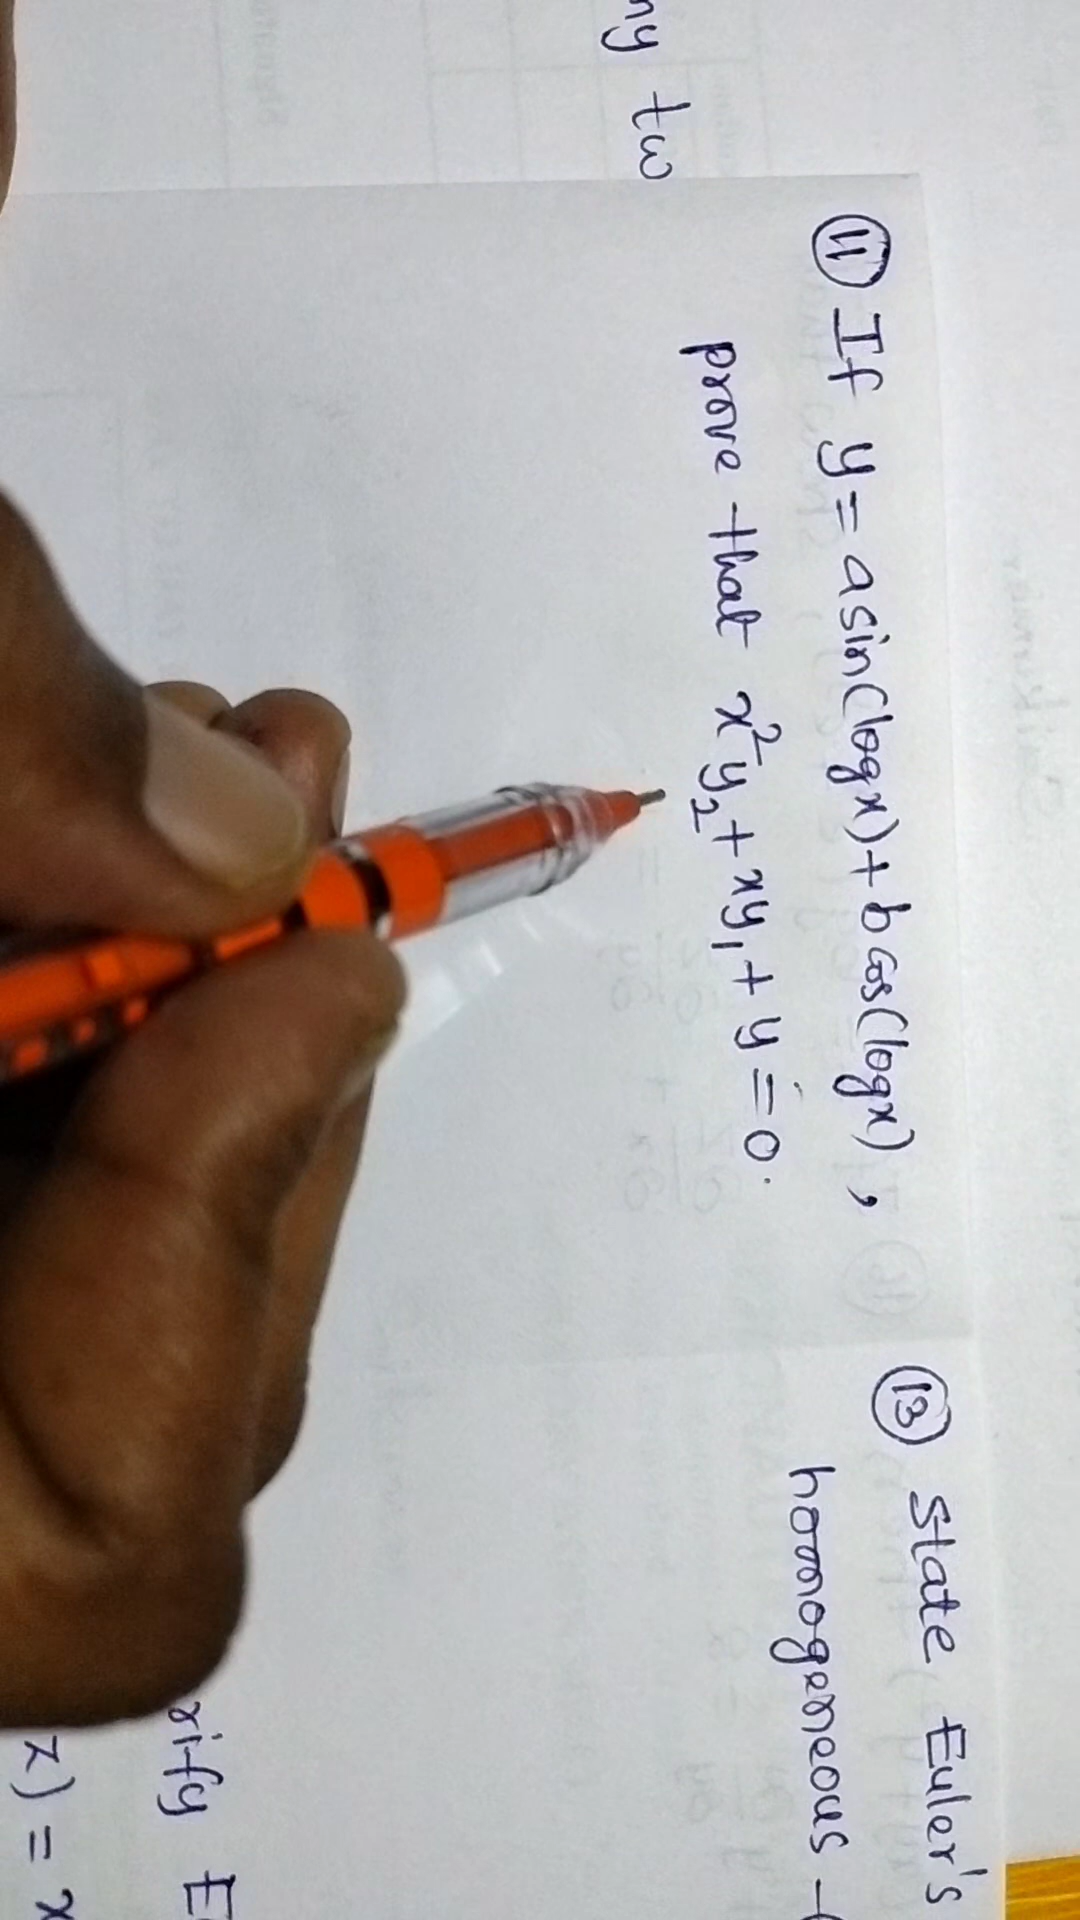 ny tw
(11) If y = a sin(log x) + b cos(log x),
prove that x²y₂ + xy₁ + y = 0.
(13) State Euler's
homogeneous
rify E
z) = x